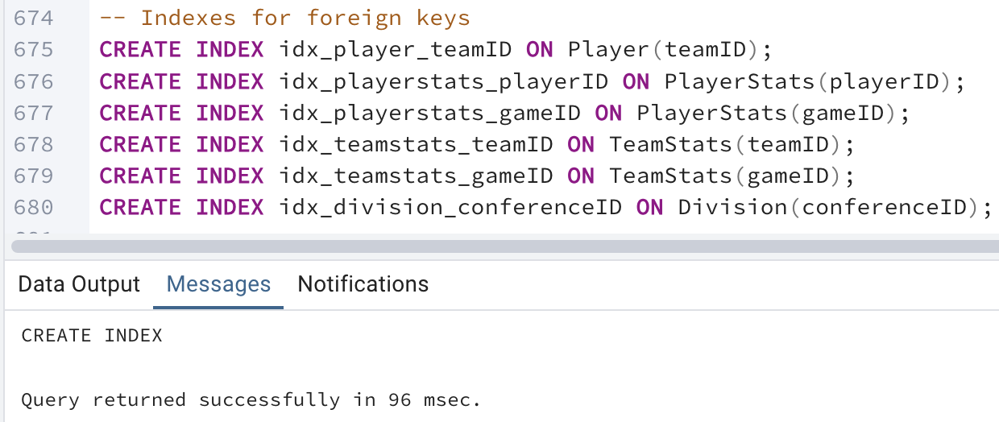 674 -- Indexes for foreign keys
675 CREATE INDEX idx_player_teamID ON Player(teamID);
676 CREATE INDEX idx_playerstats_playerID ON PlayerStats(playerID);
677 CREATE INDEX idx_playerstats_gameID ON PlayerStats(gameID);
678 CREATE INDEX idx_teamstats_teamID ON TeamStats(teamID);
679 CREATE INDEX idx_teamstats_gameID ON TeamStats(gameID);
680 CREATE INDEX idx_division_conferenceID ON Division(conferenceID);
Data Output Messages Notifications
CREATE INDEX
Query returned successfully in 96 msec.